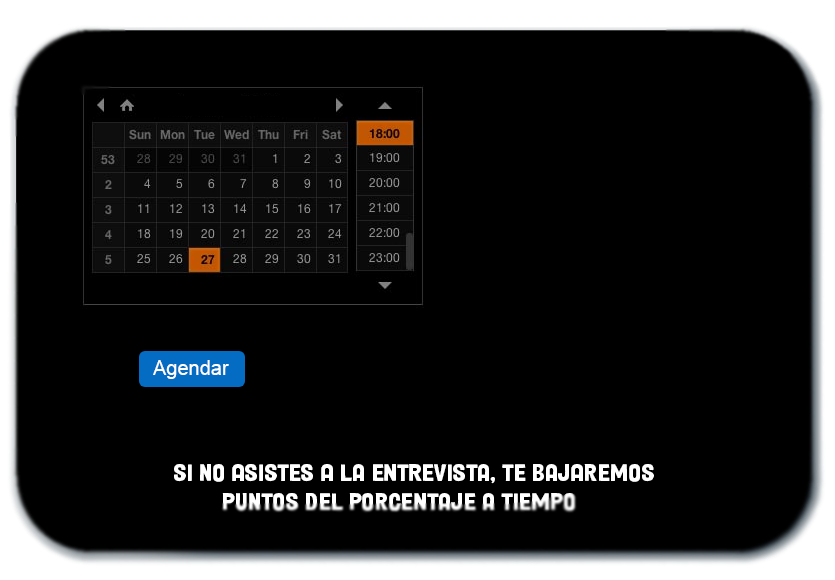 Sun Mon Tue Wed Thu Fri Sat
53 28 29 30 31 1 2 3
2 4 5 6 7 8 9 10
3 11 12 13 14 15 16 17
4 18 19 20 21 22 23 24
5 25 26 27 28 29 30 31
18:00
19:00
20:00
21:00
22:00
23:00
Agendar
SI NO ASISTES A LA ENTREVISTA, TE BAJAREMOS
PUNTOS DEL PORCENTAJE A TIEMPO